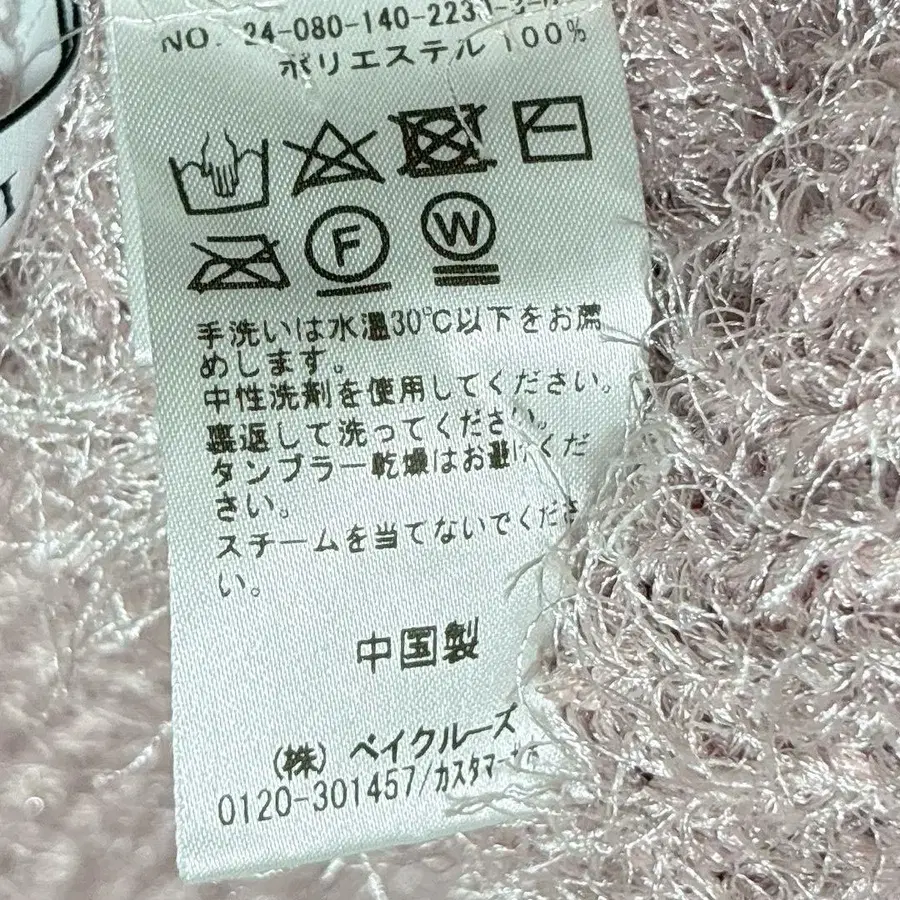 NO. 24-080-140-223
ポリエステル 100%
F
W
手洗いは水温30℃以下をお薦
めします。
中性洗剤を使用してください。
裏返して洗ってください。
タンブラー乾燥はお避けくだ
さい。
スチームを当てないでくださ
い。
中国製
(株) ベイクルーズ
0120-301457/カスタマー